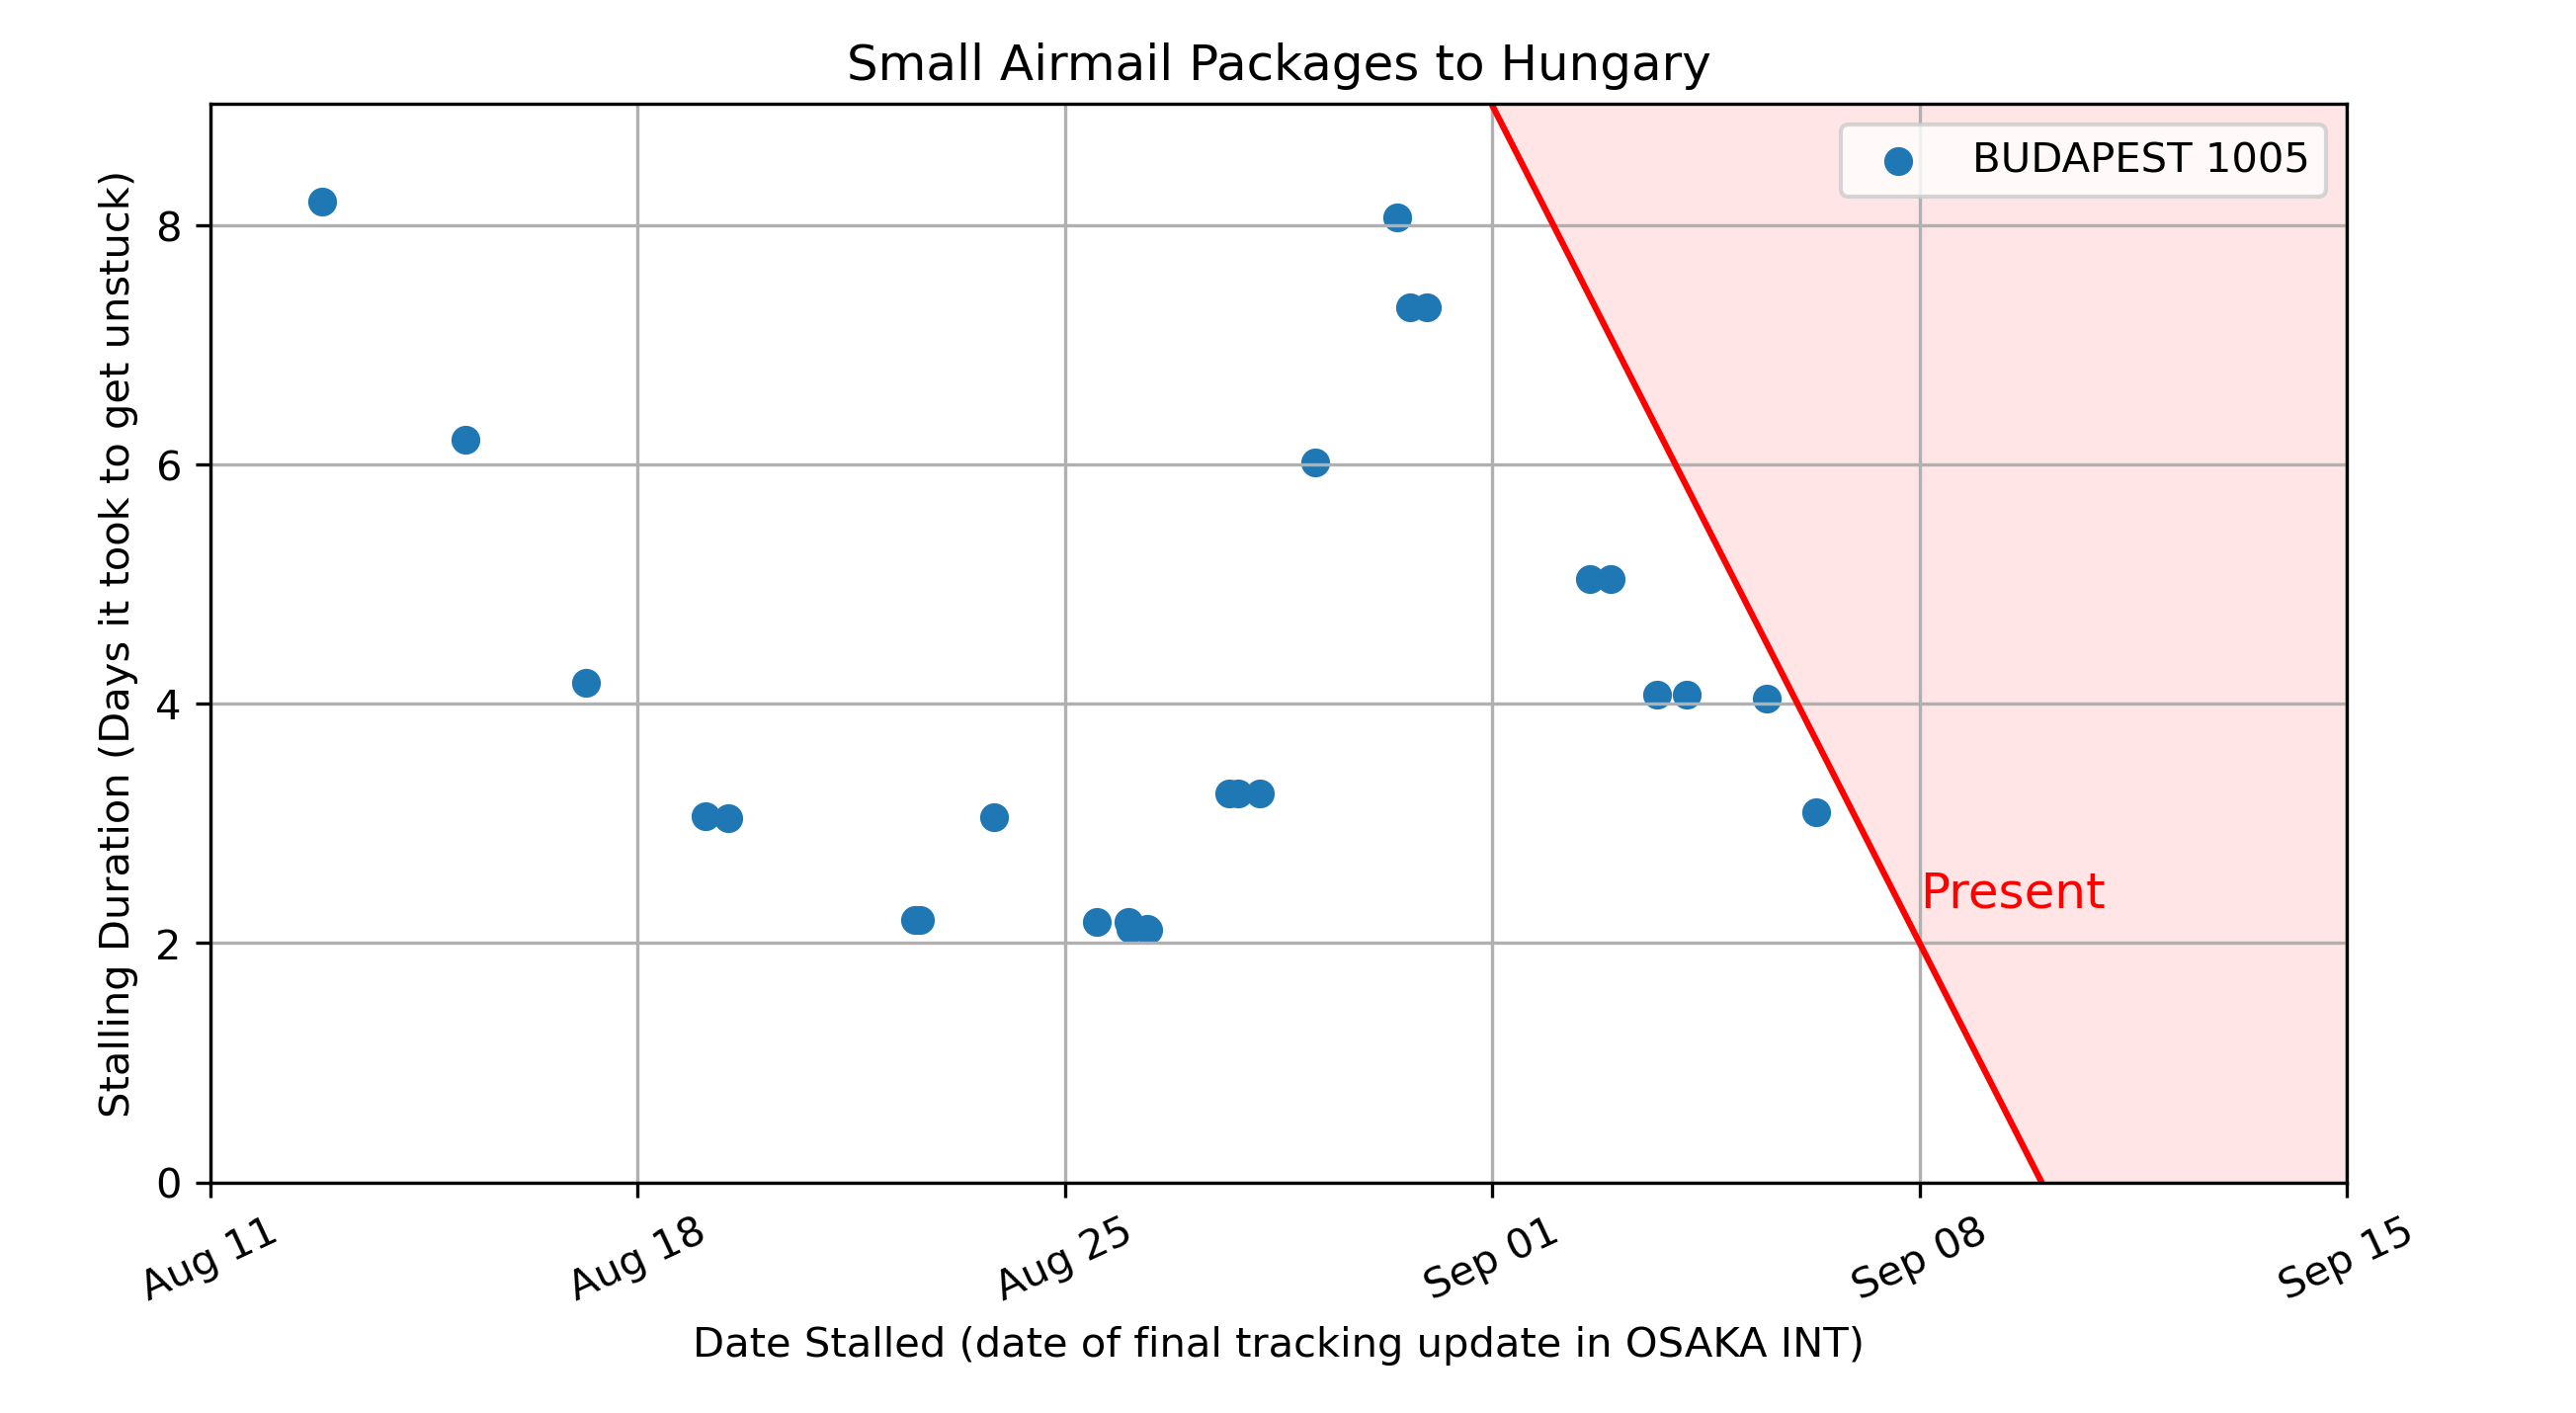 Small Airmail Packages to Hungary
BUDAPEST 1005
Stalling Duration (Days it took to get unstuck)
8
6
4
2
0
Present
Aug 11
Aug 18
Aug 25
Sep 01
Sep 08
Sep 15
Date Stalled (date of final tracking update in OSAKA INT)